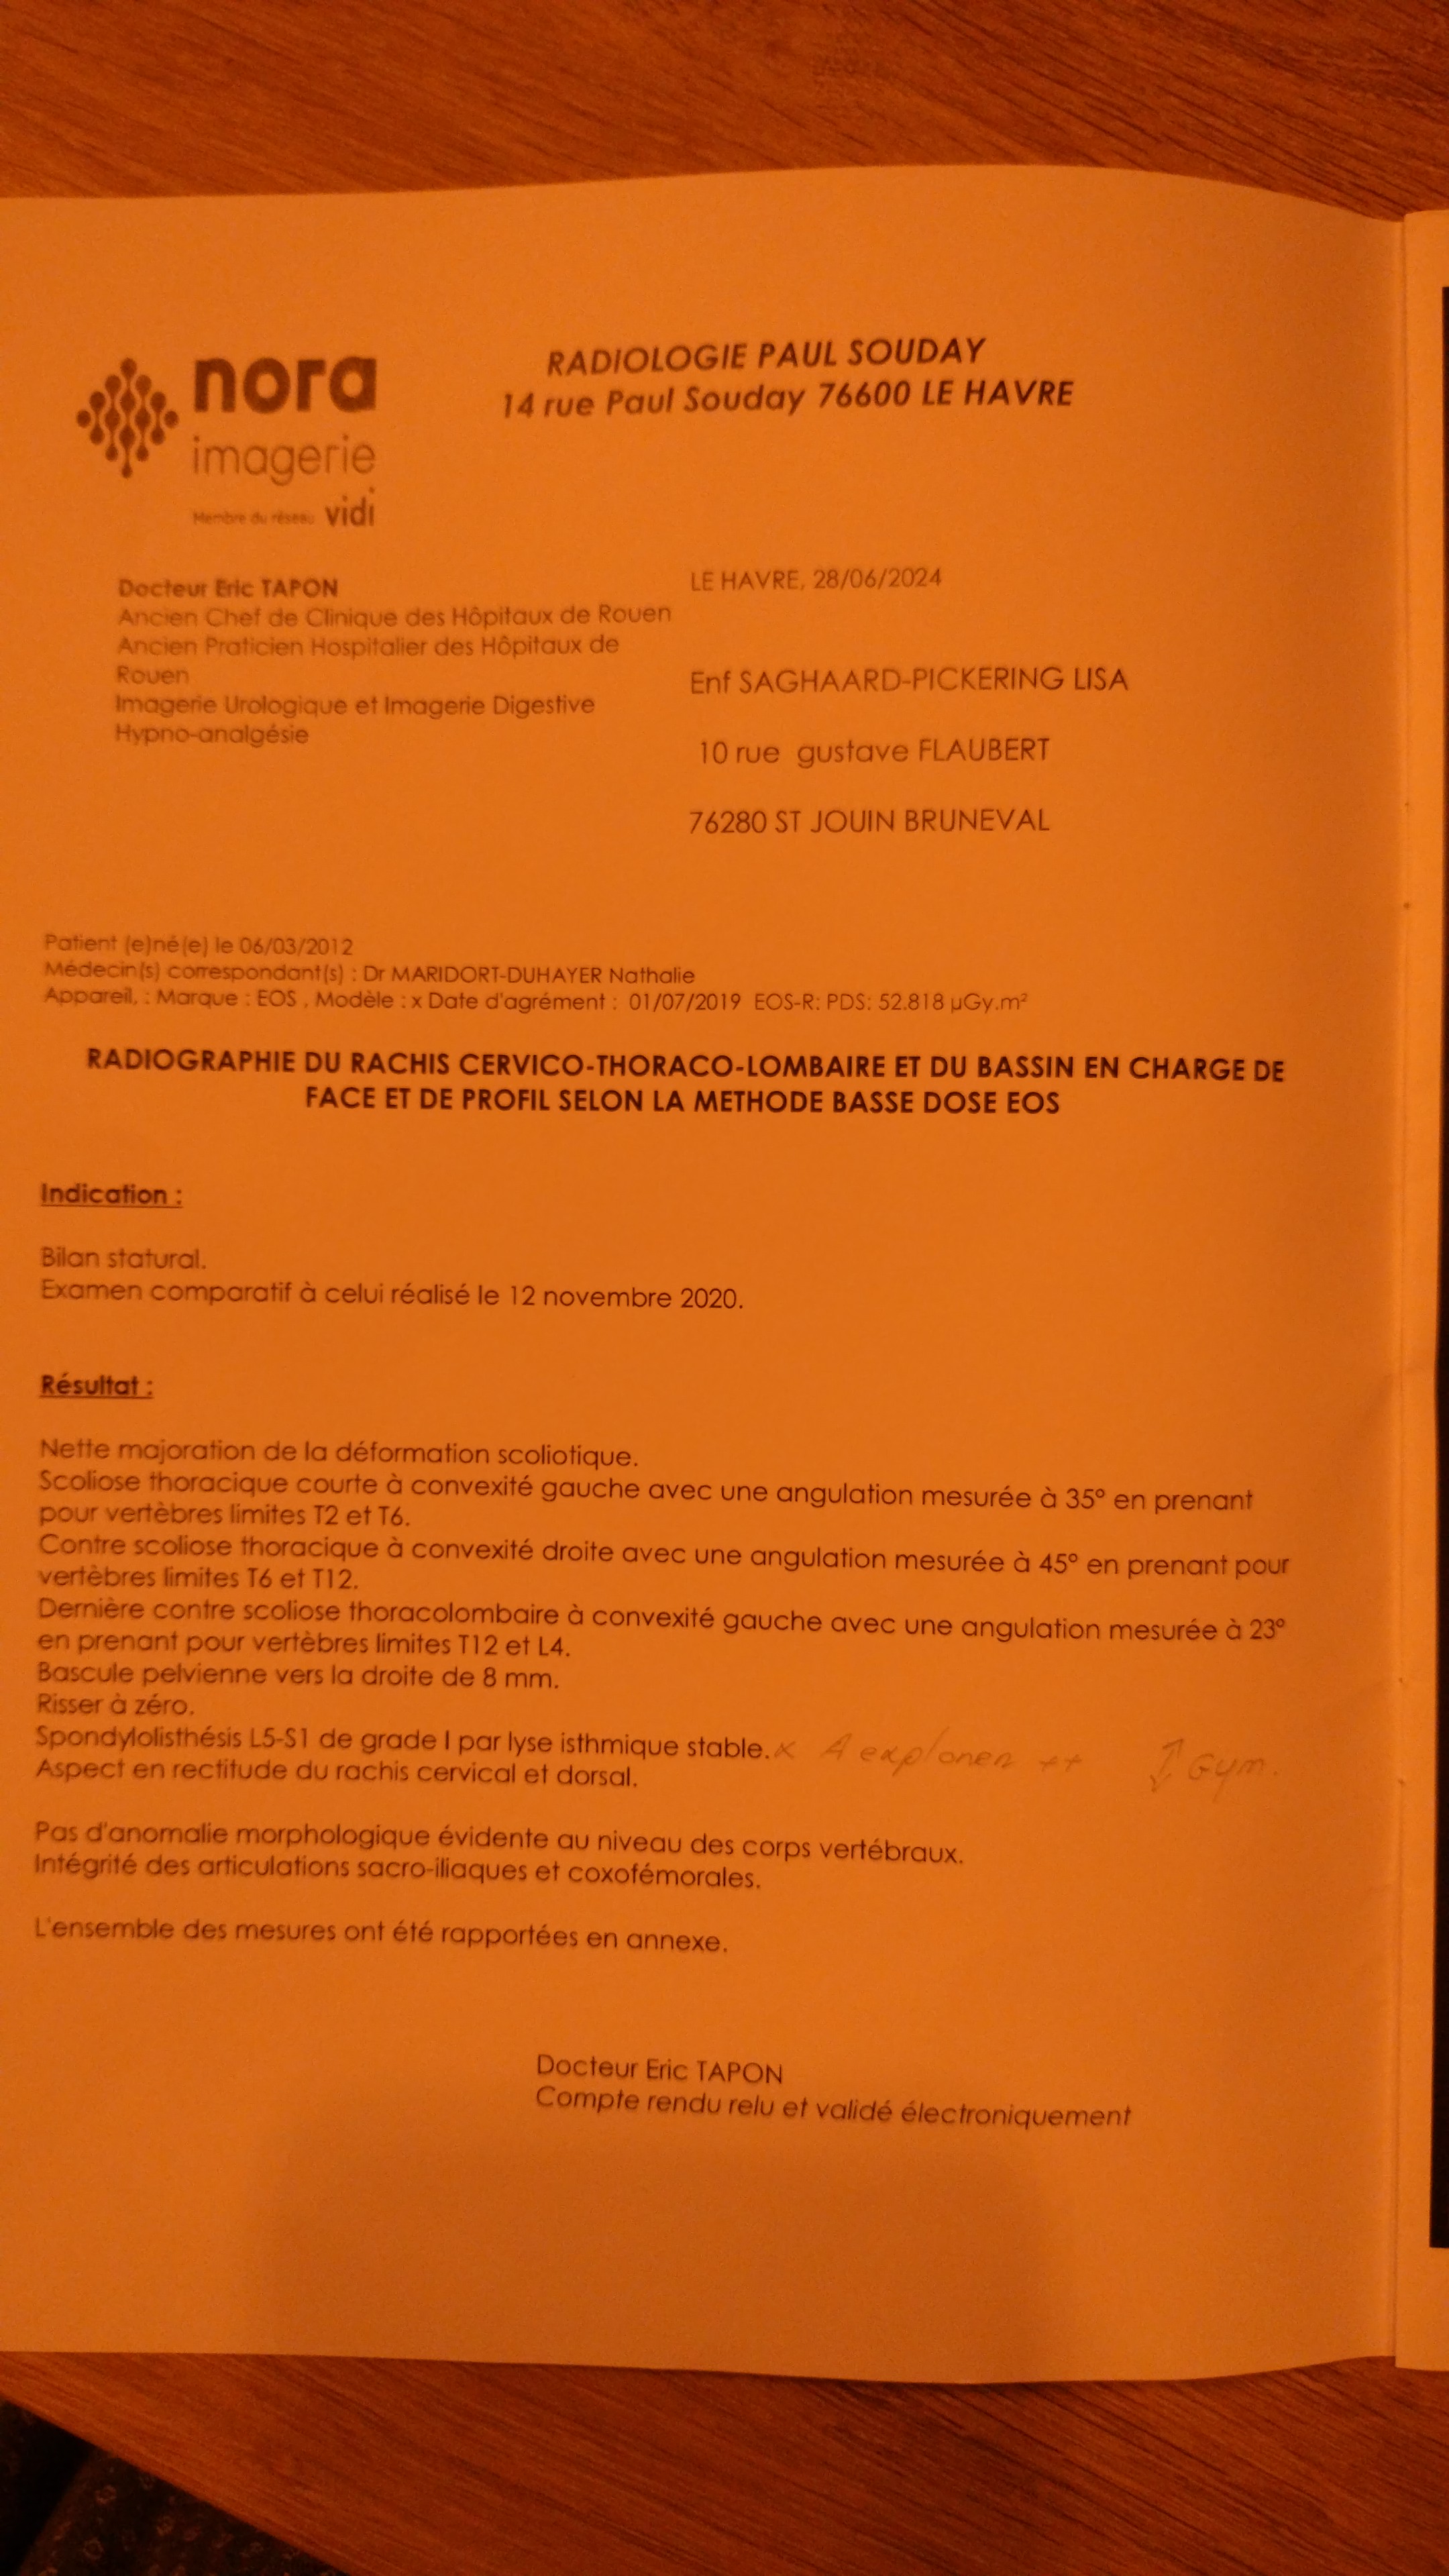 nora
imagerie
Membre du réseau vidi
RADIOLOGIE PAUL SOUDAY
14 rue Paul Souday 76600 LE HAVRE
Docteur Eric TAPON
Ancien Chef de Clinique des Hôpitaux de Rouen
Ancien Praticien Hospitalier des Hôpitaux de
Rouen
Imagerie Urologique et Imagerie Digestive
Hypno-analgésie
LE HAVRE, 28/06/2024
Enf SAGHAARD-PICKERING LISA
10 rue gustave FLAUBERT
76280 ST JOUIN BRUNEVAL
Patient (e)né(e) le 06/03/2012
Médecin(s) correspondant(s) : Dr MARIDORT-DUHAYER Nathalie
Appareil, : Marque : EOS , Modèle : x Date d'agrément : 01/07/2019 EOS-R: PDS: 52.818 µGy.m²
RADIOGRAPHIE DU RACHIS CERVICO-THORACO-LOMBAIRE ET DU BASSIN EN CHARGE DE
FACE ET DE PROFIL SELON LA METHODE BASSE DOSE EOS
Indication :
Bilan statural.
Examen comparatif à celui réalisé le 12 novembre 2020.
Résultat :
Nette majoration de la déformation scoliotique.
Scoliose thoracique courte à convexité gauche avec une angulation mesurée à 35° en prenant
pour vertèbres limites T2 et T6.
Contre scoliose thoracique à convexité droite avec une angulation mesurée à 45° en prenant pour
vertèbres limites T6 et T12.
Dernière contre scoliose thoracolombaire à convexité gauche avec une angulation mesurée à 23°
en prenant pour vertèbres limites T12 et L4.
Bascule pelvienne vers la droite de 8 mm.
Risser à zéro.
Spondylolisthésis L5-S1 de grade I par lyse isthmique stable. x A explorer ++ ↕ Gym.
Aspect en rectitude du rachis cervical et dorsal.
Pas d'anomalie morphologique évidente au niveau des corps vertébraux.
Intégrité des articulations sacro-iliaques et coxofémorales.
L'ensemble des mesures ont été rapportées en annexe.
Docteur Eric TAPON
Compte rendu relu et validé électroniquement